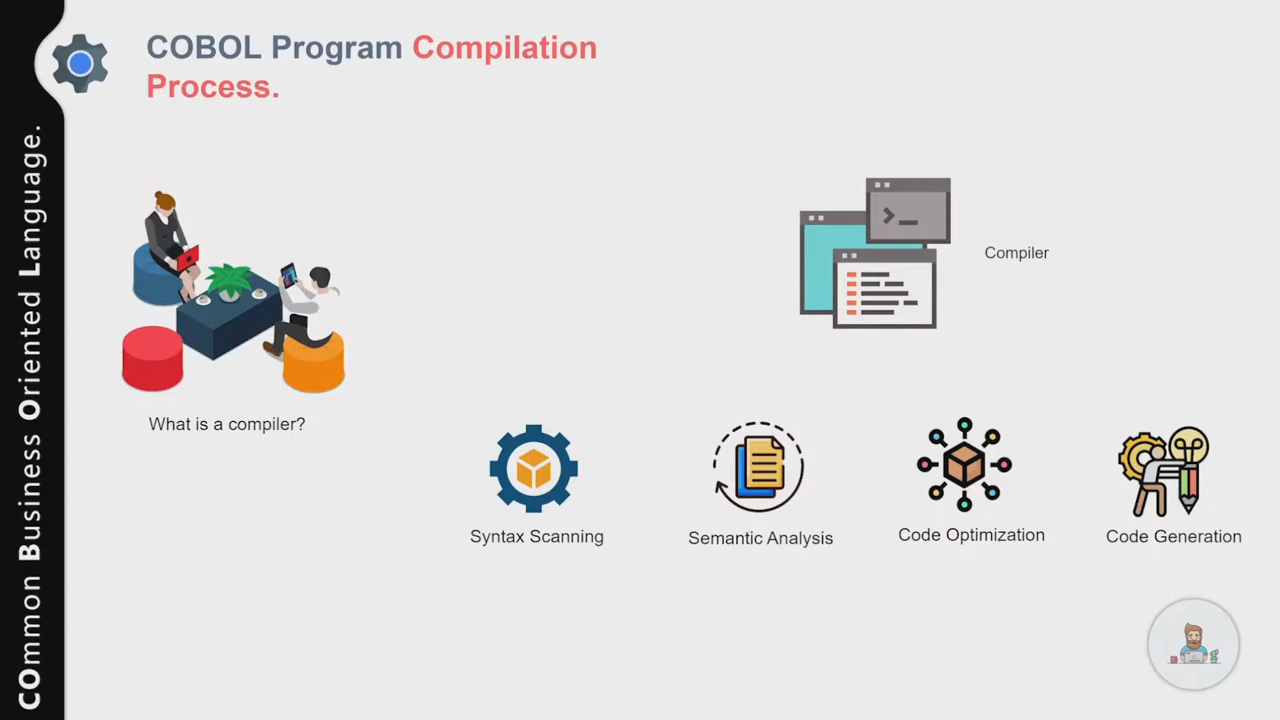 COBOL Program Compilation
Process.
COmmon Business Oriented Language.
Compiler
What is a compiler?
Syntax Scanning
Semantic Analysis
Code Optimization
Code Generation